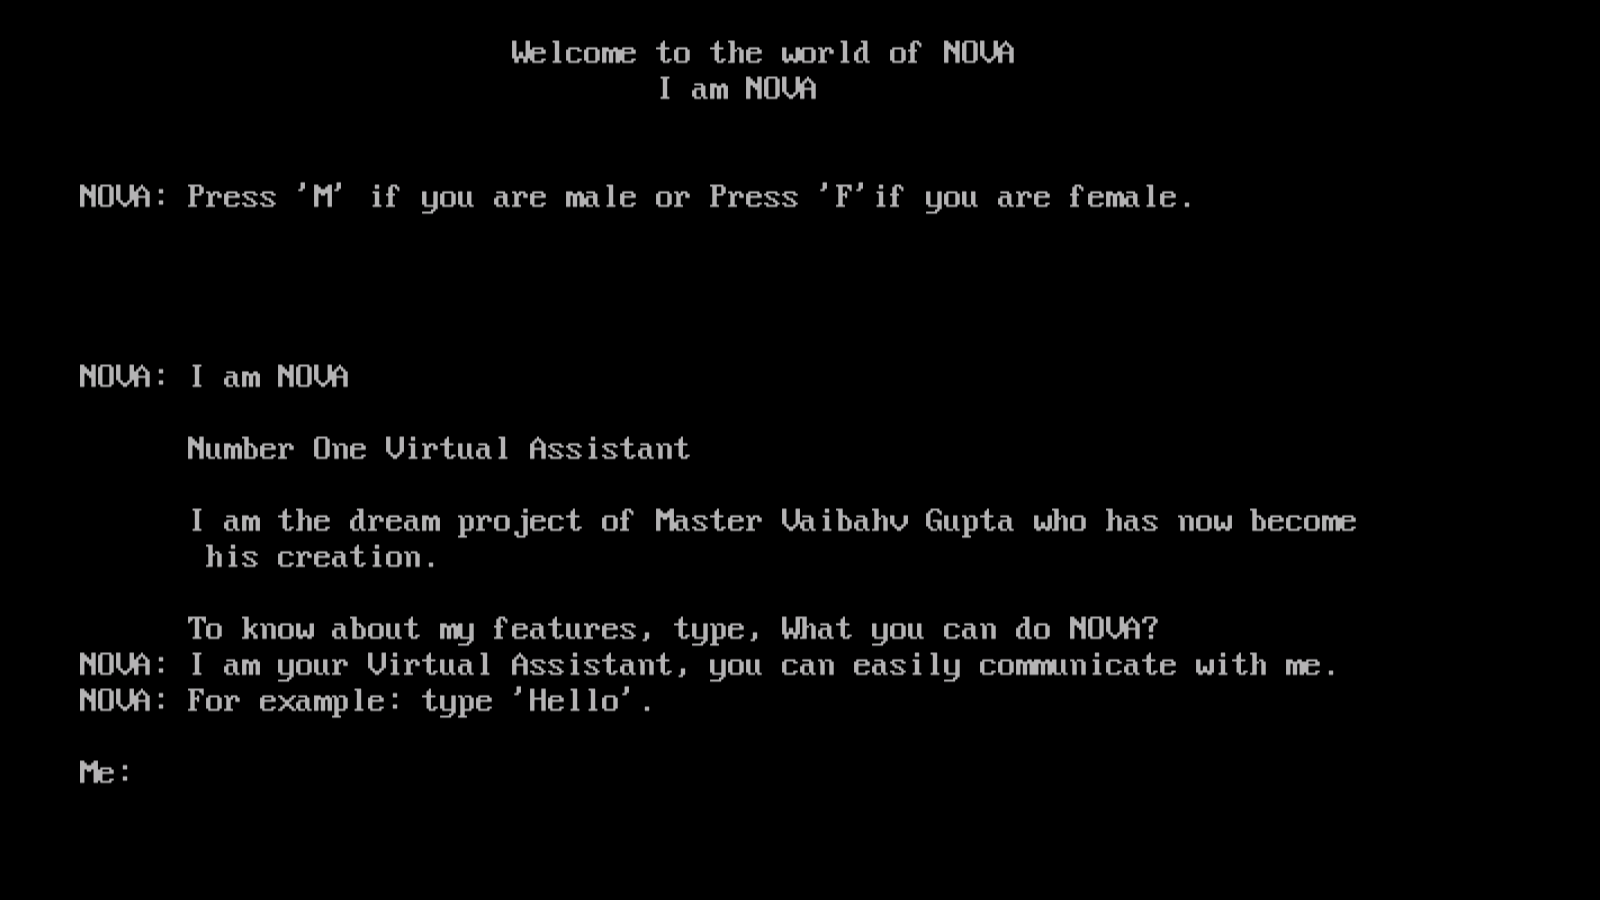 Welcome to the world of NOVA
I am NOVA
NOVA: Press 'M' if you are male or Press 'F'if you are female.
NOVA: I am NOVA
Number One Virtual Assistant
I am the dream project of Master Vaibahv Gupta who has now become
his creation.
To know about my features, type, What you can do NOVA?
NOVA: I am your Virtual Assistant, you can easily communicate with me.
NOVA: For example: type 'Hello'.
Me: